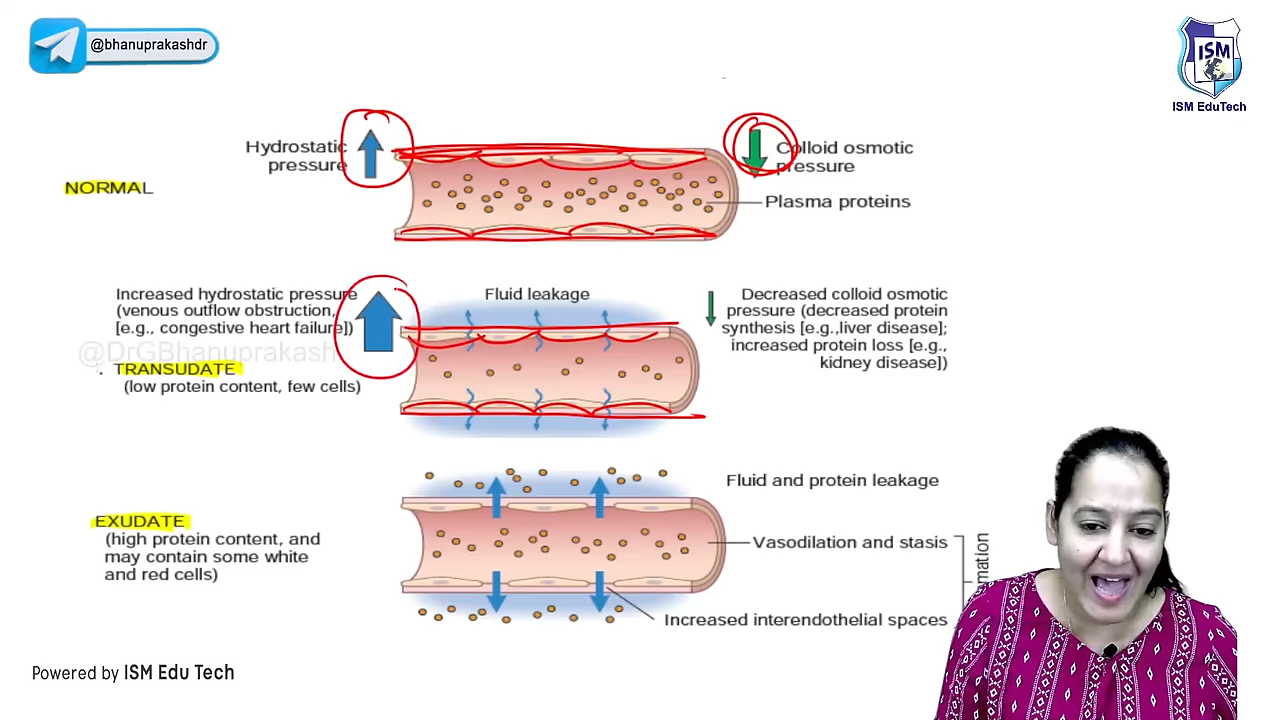 @bhanuprakashdr
ISM
ISM EduTech
Hydrostatic
pressure
Colloid osmotic
pressure
NORMAL
Plasma proteins
Increased hydrostatic pressure
(venous outflow obstruction,
[e.g., congestive heart failure])
Fluid leakage
Decreased colloid osmotic
pressure (decreased protein
synthesis [e.g.,liver disease];
increased protein loss [e.g.,
kidney disease])
@DrGBhanuprakash
. TRANSUDATE
(low protein content, few cells)
Fluid and protein leakage
EXUDATE
(high protein content, and
may contain some white
and red cells)
Vasodilation and stasis
Increased interendothelial spaces
Powered by ISM Edu Tech